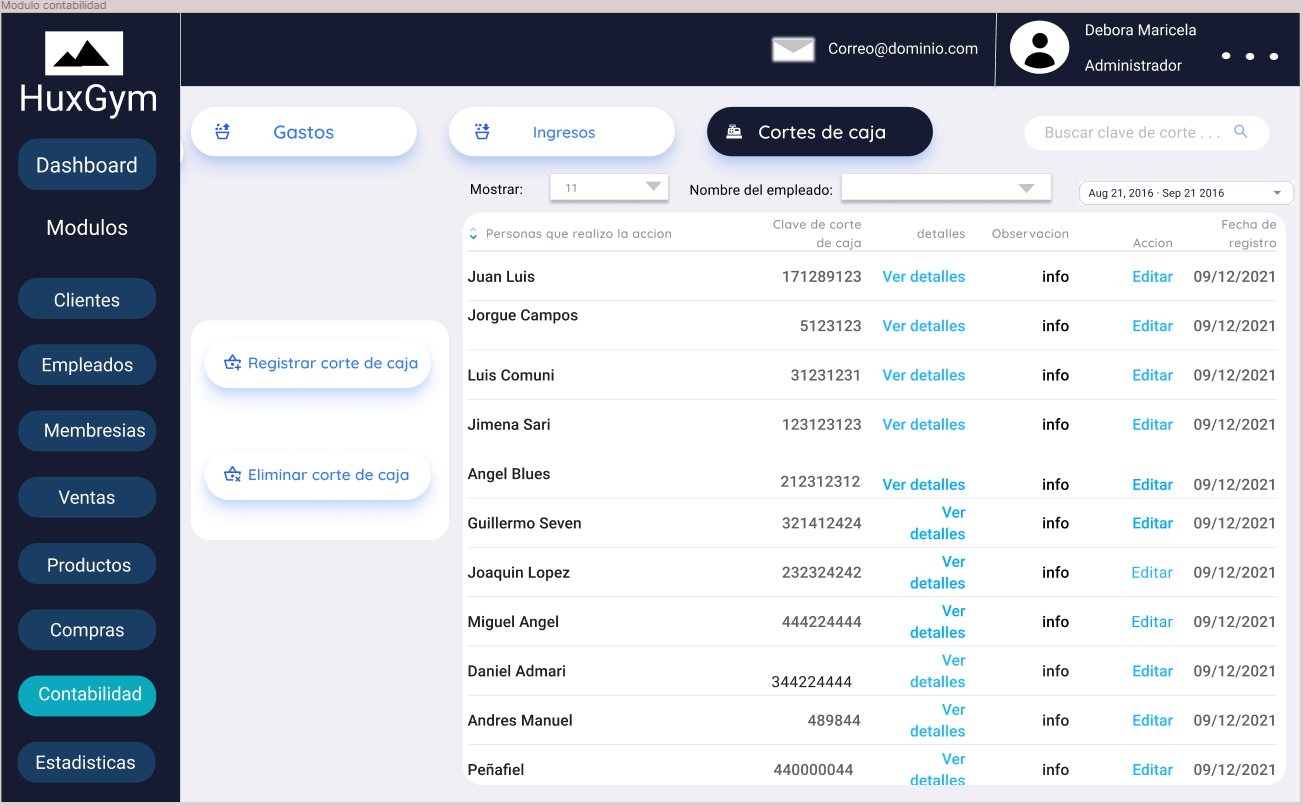 Modulo contabilidad
HuxGym
Correo@dominio.com
Debora Maricela
Administrador
Dashboard
Modulos
Clientes
Empleados
Membresias
Ventas
Productos
Compras
Contabilidad
Estadisticas
Gastos
Ingresos
Cortes de caja
Buscar clave de corte . . .
Mostrar:
11
Nombre del empleado:
Aug 21, 2016 · Sep 21 2016
Registrar corte de caja
Eliminar corte de caja
Personas que realizo la accion
Clave de corte
de caja
detalles
Observacion
Accion
Fecha de
registro
Juan Luis 171289123 Ver detalles info Editar 09/12/2021
Jorgue Campos
5123123 Ver detalles info Editar 09/12/2021
Luis Comuni 31231231 Ver detalles info Editar 09/12/2021
Jimena Sari 123123123 Ver detalles info Editar 09/12/2021
Angel Blues
212312312 Ver detalles info Editar 09/12/2021
Guillermo Seven 321412424 Ver
detalles info Editar 09/12/2021
Joaquin Lopez 232324242 Ver
detalles info Editar 09/12/2021
Miguel Angel 444224444 Ver
detalles info Editar 09/12/2021
Daniel Admari 344224444 Ver
detalles info Editar 09/12/2021
Andres Manuel 489844 Ver
detalles info Editar 09/12/2021
Peñafiel 440000044 Ver
detalles info Editar 09/12/2021